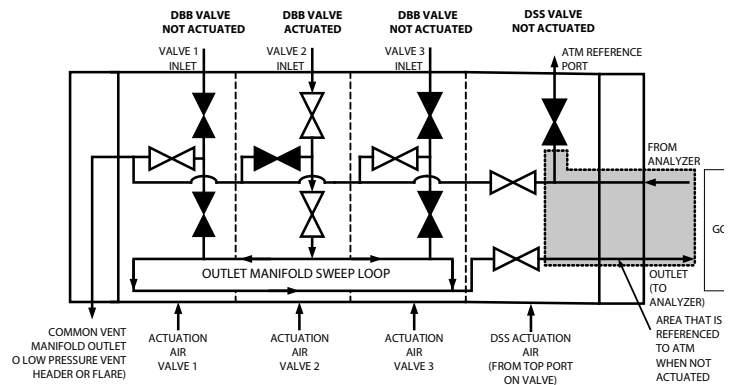 DBB VALVE
NOT ACTUATED
DBB VALVE
ACTUATED
DBB VALVE
NOT ACTUATED
DSS VALVE
NOT ACTUATED
VALVE 1
INLET
VALVE 2
INLET
VALVE 3
INLET
ATM REFERENCE
PORT
FROM
ANALYZER
GC
OUTLET MANIFOLD SWEEP LOOP
OUTLET
(TO
ANALYZER)
AREA THAT IS
REFERENCED
TO ATM
WHEN NOT
ACTUATED
COMMON VENT
MANIFOLD OUTLET
O LOW PRESSURE VENT
HEADER OR FLARE)
ACTUATION
AIR
VALVE 1
ACTUATION
AIR
VALVE 2
ACTUATION
AIR
VALVE 3
DSS ACTUATION
AIR
(FROM TOP PORT
ON VALVE)